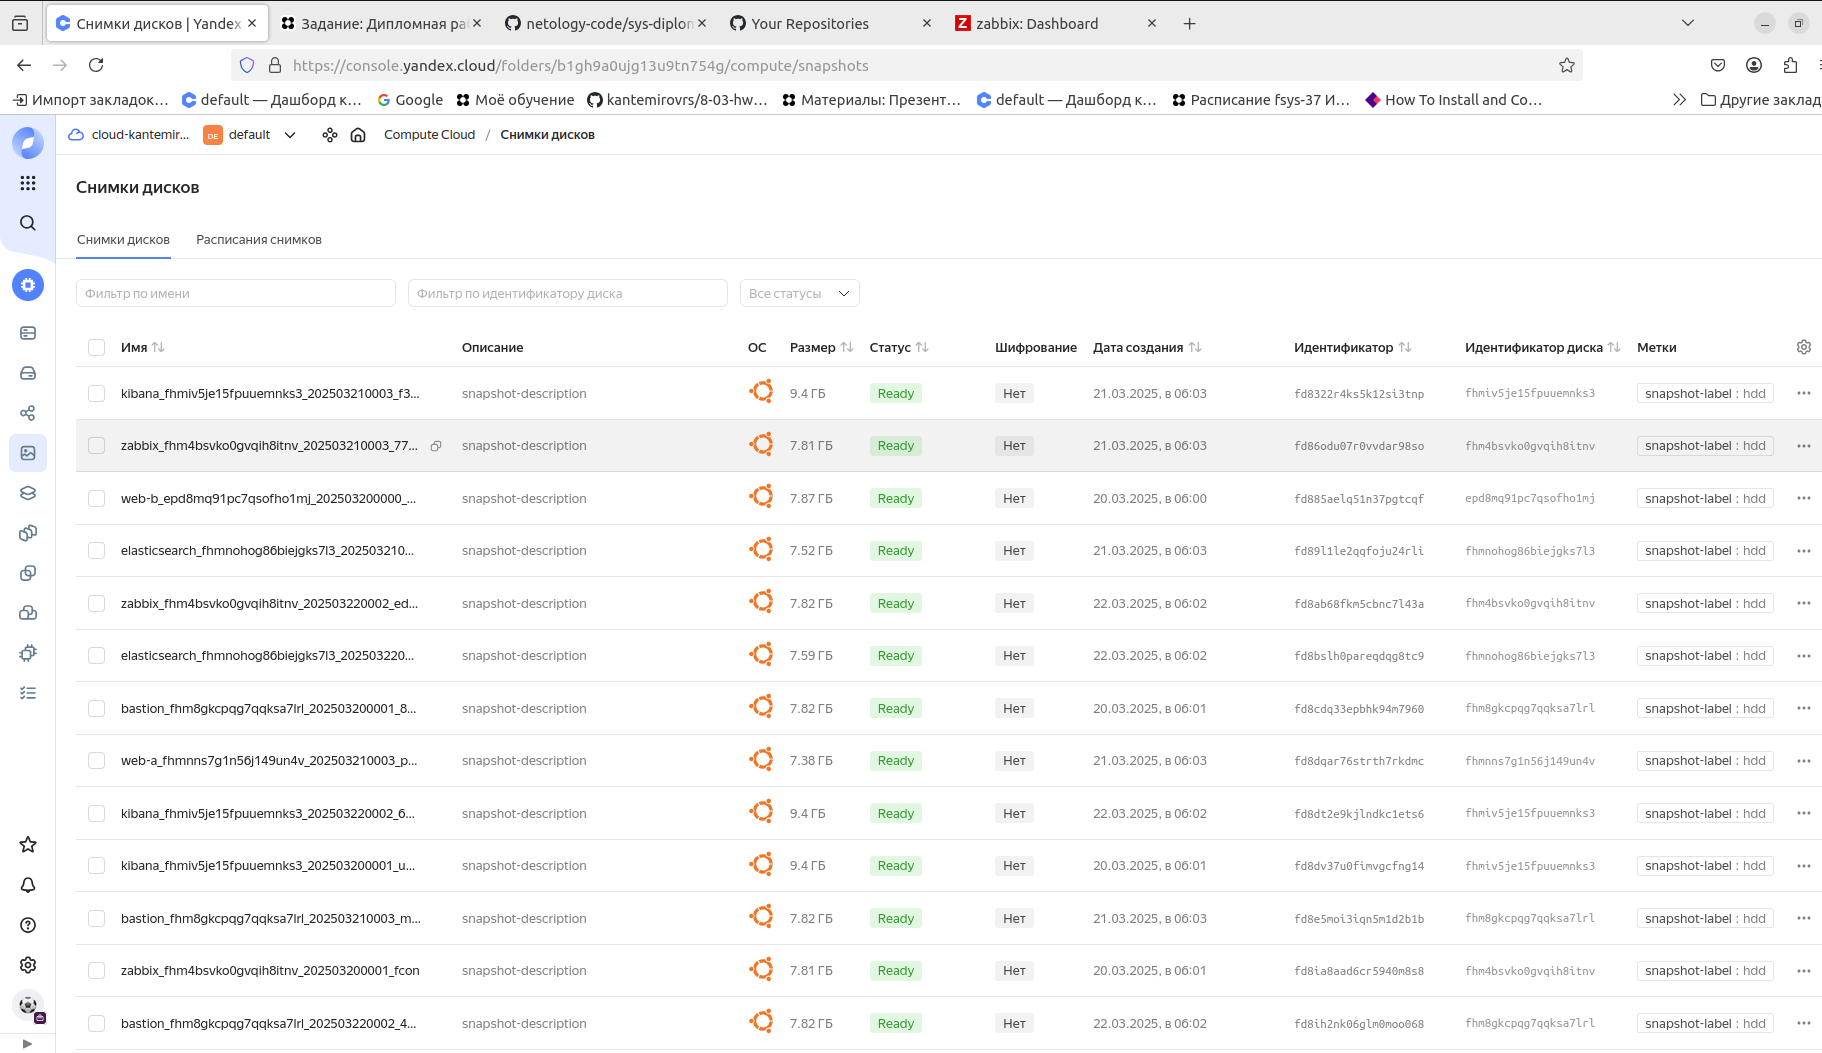 Снимки дисков | Yandex
Задание: Дипломная ра
netology-code/sys-diplom
Your Repositories
zabbix: Dashboard
https://console.yandex.cloud/folders/b1gh9a0ujg13u9tn754g/compute/snapshots
Импорт закладок… default — Дашборд к… Google Моё обучение kantemirovrs/8-03-hw… Материалы: Презент… default — Дашборд к… Расписание fsys-37 И… How To Install and Co… Другие заклад
cloud-kantemir... DE default Compute Cloud / Снимки дисков
Снимки дисков
Снимки дисков Расписания снимков
Фильтр по имени Фильтр по идентификатору диска Все статусы
Имя Описание ОС Размер Статус Шифрование Дата создания Идентификатор Идентификатор диска Метки
kibana_fhmiv5je15fpuuemnks3_202503210003_f3... snapshot-description 9.4 ГБ Ready Нет 21.03.2025, в 06:03 fd8322r4ks5k12si3tnp fhmiv5je15fpuuemnks3 snapshot-label : hdd
zabbix_fhm4bsvko0gvqih8itnv_202503210003_77... snapshot-description 7.81 ГБ Ready Нет 21.03.2025, в 06:03 fd86odu07r0vvdar98so fhm4bsvko0gvqih8itnv snapshot-label : hdd
web-b_epd8mq91pc7qsofho1mj_202503200000_... snapshot-description 7.87 ГБ Ready Нет 20.03.2025, в 06:00 fd885aelq51n37pgtcqf epd8mq91pc7qsofho1mj snapshot-label : hdd
elasticsearch_fhmnohog86biejgks7l3_202503210... snapshot-description 7.52 ГБ Ready Нет 21.03.2025, в 06:03 fd89l1le2qqfoju24rli fhmnohog86biejgks7l3 snapshot-label : hdd
zabbix_fhm4bsvko0gvqih8itnv_202503220002_ed... snapshot-description 7.82 ГБ Ready Нет 22.03.2025, в 06:02 fd8ab68fkm5cbnc7l43a fhm4bsvko0gvqih8itnv snapshot-label : hdd
elasticsearch_fhmnohog86biejgks7l3_202503220... snapshot-description 7.59 ГБ Ready Нет 22.03.2025, в 06:02 fd8bslh0pareqdqg8tc9 fhmnohog86biejgks7l3 snapshot-label : hdd
bastion_fhm8gkcpqg7qqksa7lrl_202503200001_8... snapshot-description 7.82 ГБ Ready Нет 20.03.2025, в 06:01 fd8cdq33epbhk94m7960 fhm8gkcpqg7qqksa7lrl snapshot-label : hdd
web-a_fhmnns7g1n56j149un4v_202503210003_p... snapshot-description 7.38 ГБ Ready Нет 21.03.2025, в 06:03 fd8dqar76strth7rkdmc fhmnns7g1n56j149un4v snapshot-label : hdd
kibana_fhmiv5je15fpuuemnks3_202503220002_6... snapshot-description 9.4 ГБ Ready Нет 22.03.2025, в 06:02 fd8dt2e9kjlndkc1ets6 fhmiv5je15fpuuemnks3 snapshot-label : hdd
kibana_fhmiv5je15fpuuemnks3_202503200001_u... snapshot-description 9.4 ГБ Ready Нет 20.03.2025, в 06:01 fd8dv37u0fimvgcfng14 fhmiv5je15fpuuemnks3 snapshot-label : hdd
bastion_fhm8gkcpqg7qqksa7lrl_202503210003_m... snapshot-description 7.82 ГБ Ready Нет 21.03.2025, в 06:03 fd8e5moi3iqn5m1d2b1b fhm8gkcpqg7qqksa7lrl snapshot-label : hdd
zabbix_fhm4bsvko0gvqih8itnv_202503200001_fcon snapshot-description 7.81 ГБ Ready Нет 20.03.2025, в 06:01 fd8ia8aad6cr5940m8s8 fhm4bsvko0gvqih8itnv snapshot-label : hdd
bastion_fhm8gkcpqg7qqksa7lrl_202503220002_4... snapshot-description 7.82 ГБ Ready Нет 22.03.2025, в 06:02 fd8ih2nk06glm0moo068 fhm8gkcpqg7qqksa7lrl snapshot-label : hdd